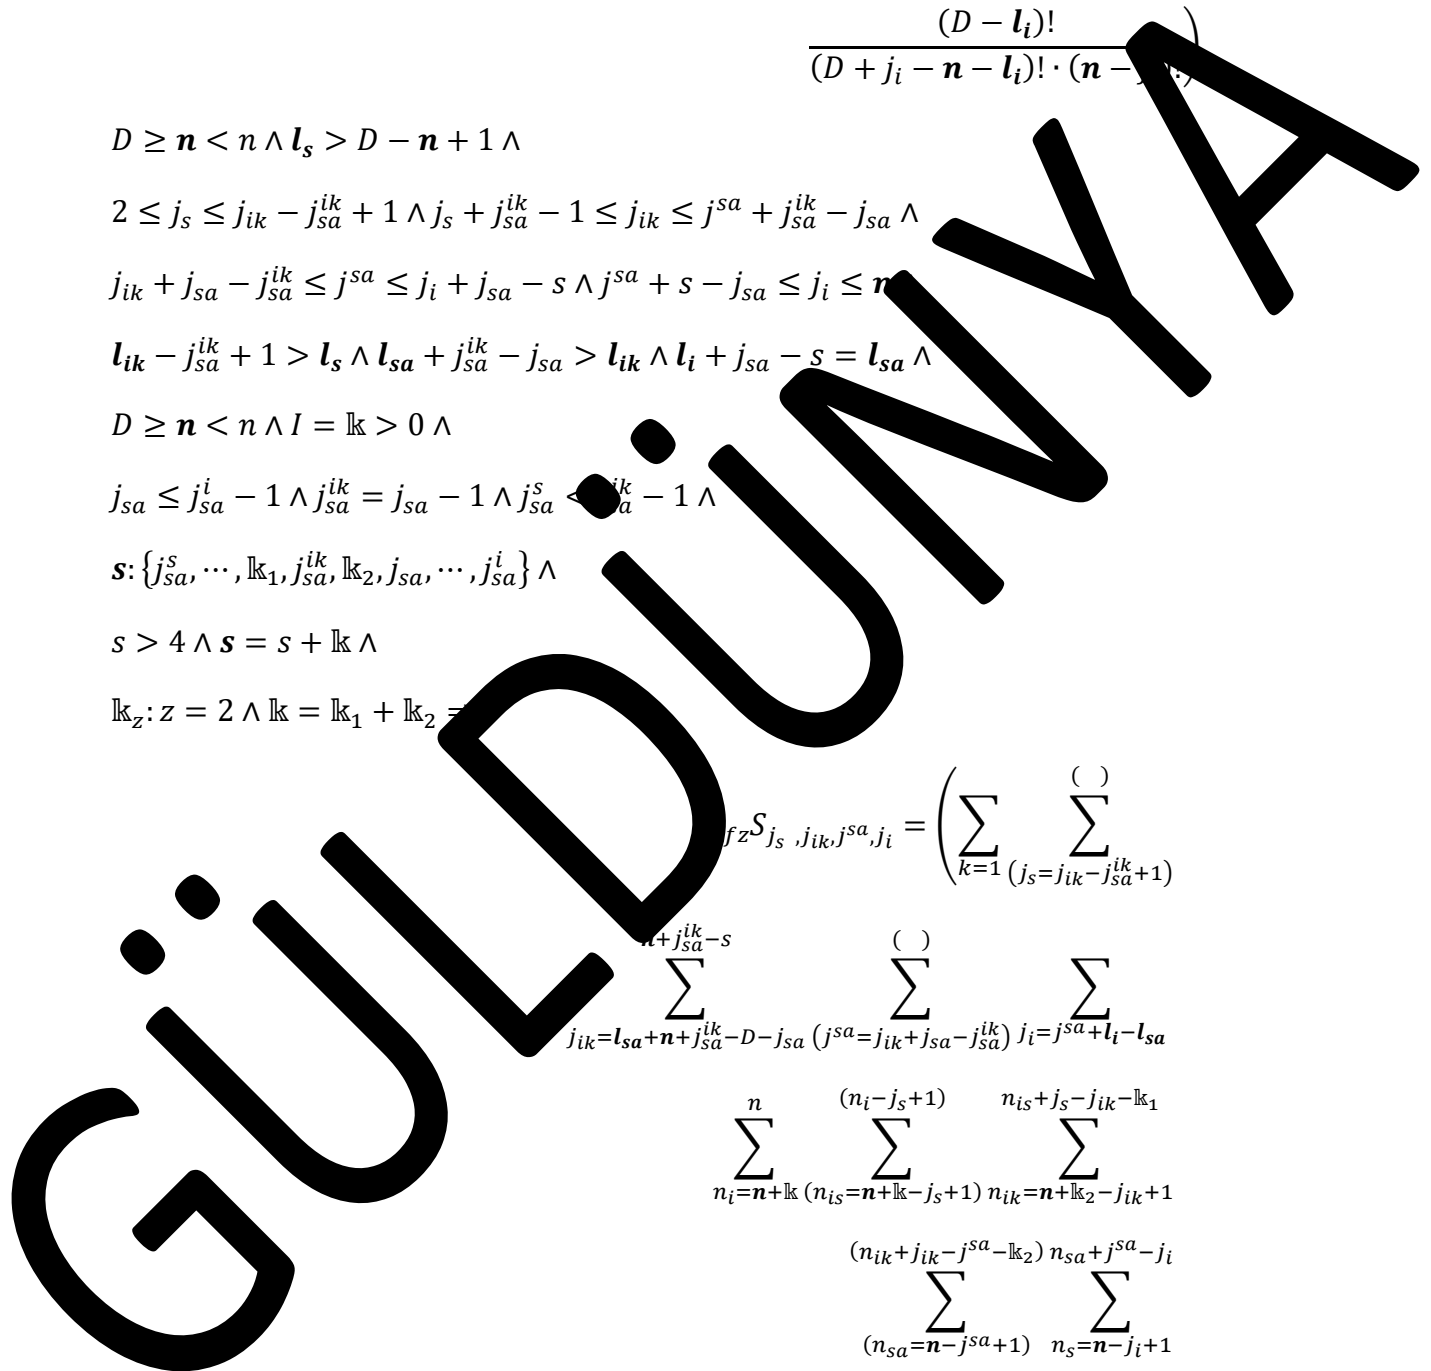 (D − l_i)!
(D + j_i − n − l_i)! · (n −
D ≥ n < n ∧ l_s > D − n + 1 ∧
2 ≤ j_s ≤ j_ik − j_sa^ik + 1 ∧ j_s + j_sa^ik − 1 ≤ j_ik ≤ j^sa + j_sa^ik − j_sa ∧
j_ik + j_sa − j_sa^ik ≤ j^sa ≤ j_i + j_sa − s ∧ j^sa + s − j_sa ≤ j_i ≤ n
l_ik − j_sa^ik + 1 > l_s ∧ l_sa + j_sa^ik − j_sa > l_ik ∧ l_i + j_sa − s = l_sa ∧
D ≥ n < n ∧ I = 𝕜 > 0 ∧
j_sa ≤ j_sa^i − 1 ∧ j_sa^ik = j_sa − 1 ∧ j_sa^s − 1 ∧
s: {j_sa^s, ⋯, 𝕜_1, j_sa^ik, 𝕜_2, j_sa, ⋯, j_sa^i} ∧
s > 4 ∧ s = s + 𝕜 ∧
𝕜_z: z = 2 ∧ 𝕜 = 𝕜_1 + 𝕜_2
( )
fz S_{j_s ,j_ik,j^sa,j_i} = ( ∑ ∑
k=1 (j_s=j_ik−j_sa^ik+1)
n+j_sa^ik−s ( )
∑ ∑ ∑
j_ik=l_sa+n+j_sa^ik−D−j_sa (j^sa=j_ik+j_sa−j_sa^ik) j_i=j^sa+l_i−l_sa
n (n_i−j_s+1) n_is+j_s−j_ik−𝕜_1
∑ ∑ ∑
n_i=n+𝕜 (n_is=n+𝕜−j_s+1) n_ik=n+𝕜_2−j_ik+1
(n_ik+j_ik−j^sa−𝕜_2) n_sa+j^sa−j_i
∑ ∑
(n_sa=n−j^sa+1) n_s=n−j_i+1
GÜLDÜNYA